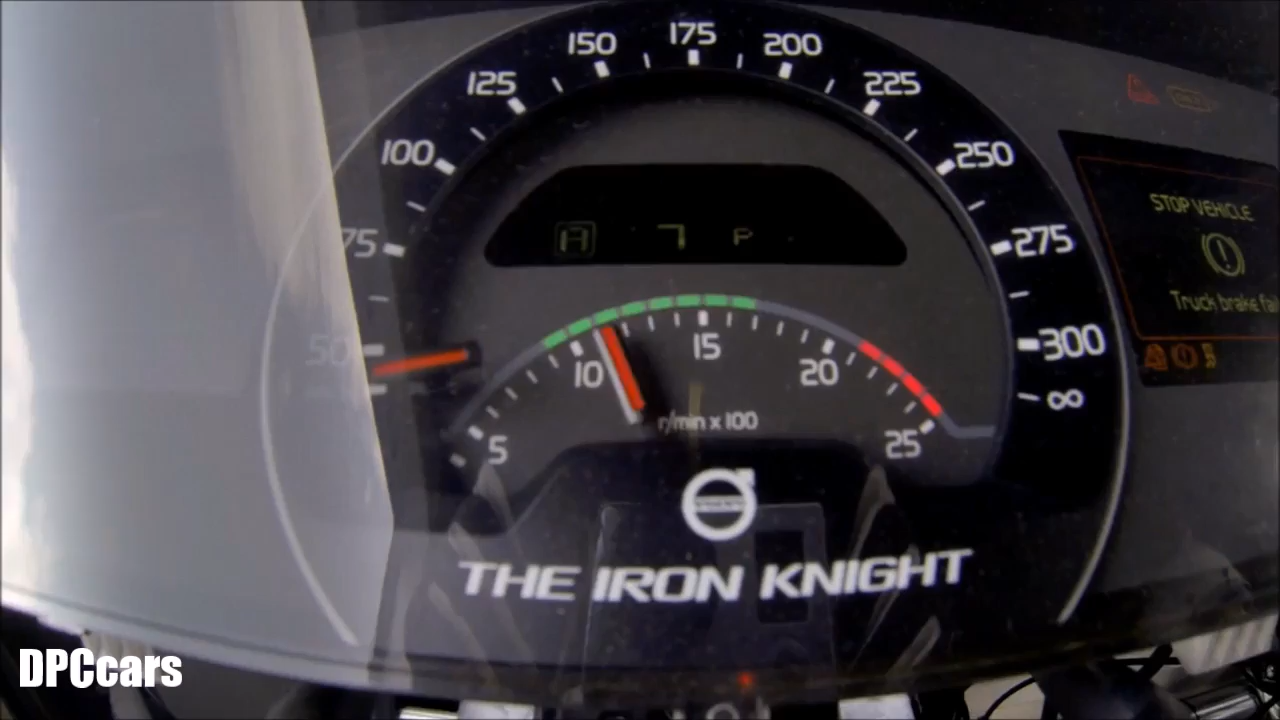 175
150 200
125 225
100 250
STOP VEHICLE
A 7 P
75 275
Truck brake
50 15 300
10 20
∞
r/min x 100
5 25
VOLVO
THE IRON KNIGHT
DPCcars